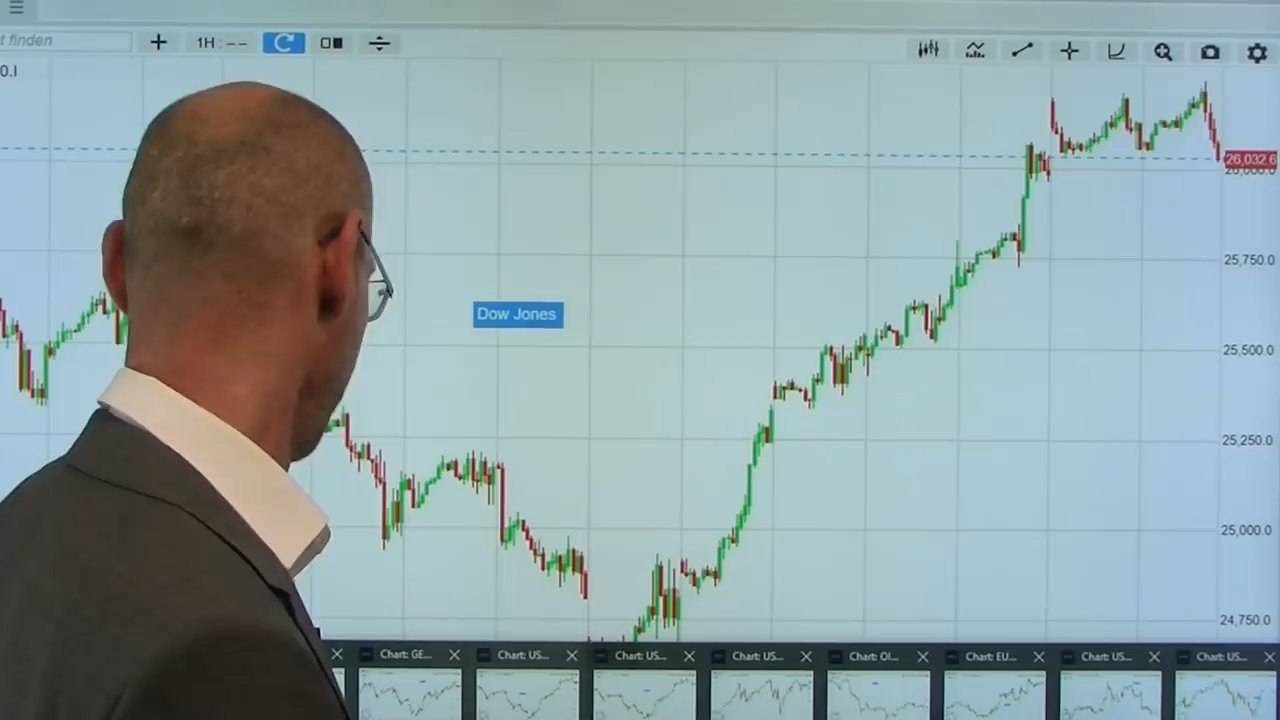 t finden
1H : --
0.I
26,032.6
26,000.0
25,750.0
Dow Jones
25,500.0
25,250.0
25,000.0
24,750.0
Chart: GE...
Chart: US...
Chart: US...
Chart: US...
Chart: OI...
Chart: EU...
Chart: US...
Chart: US...